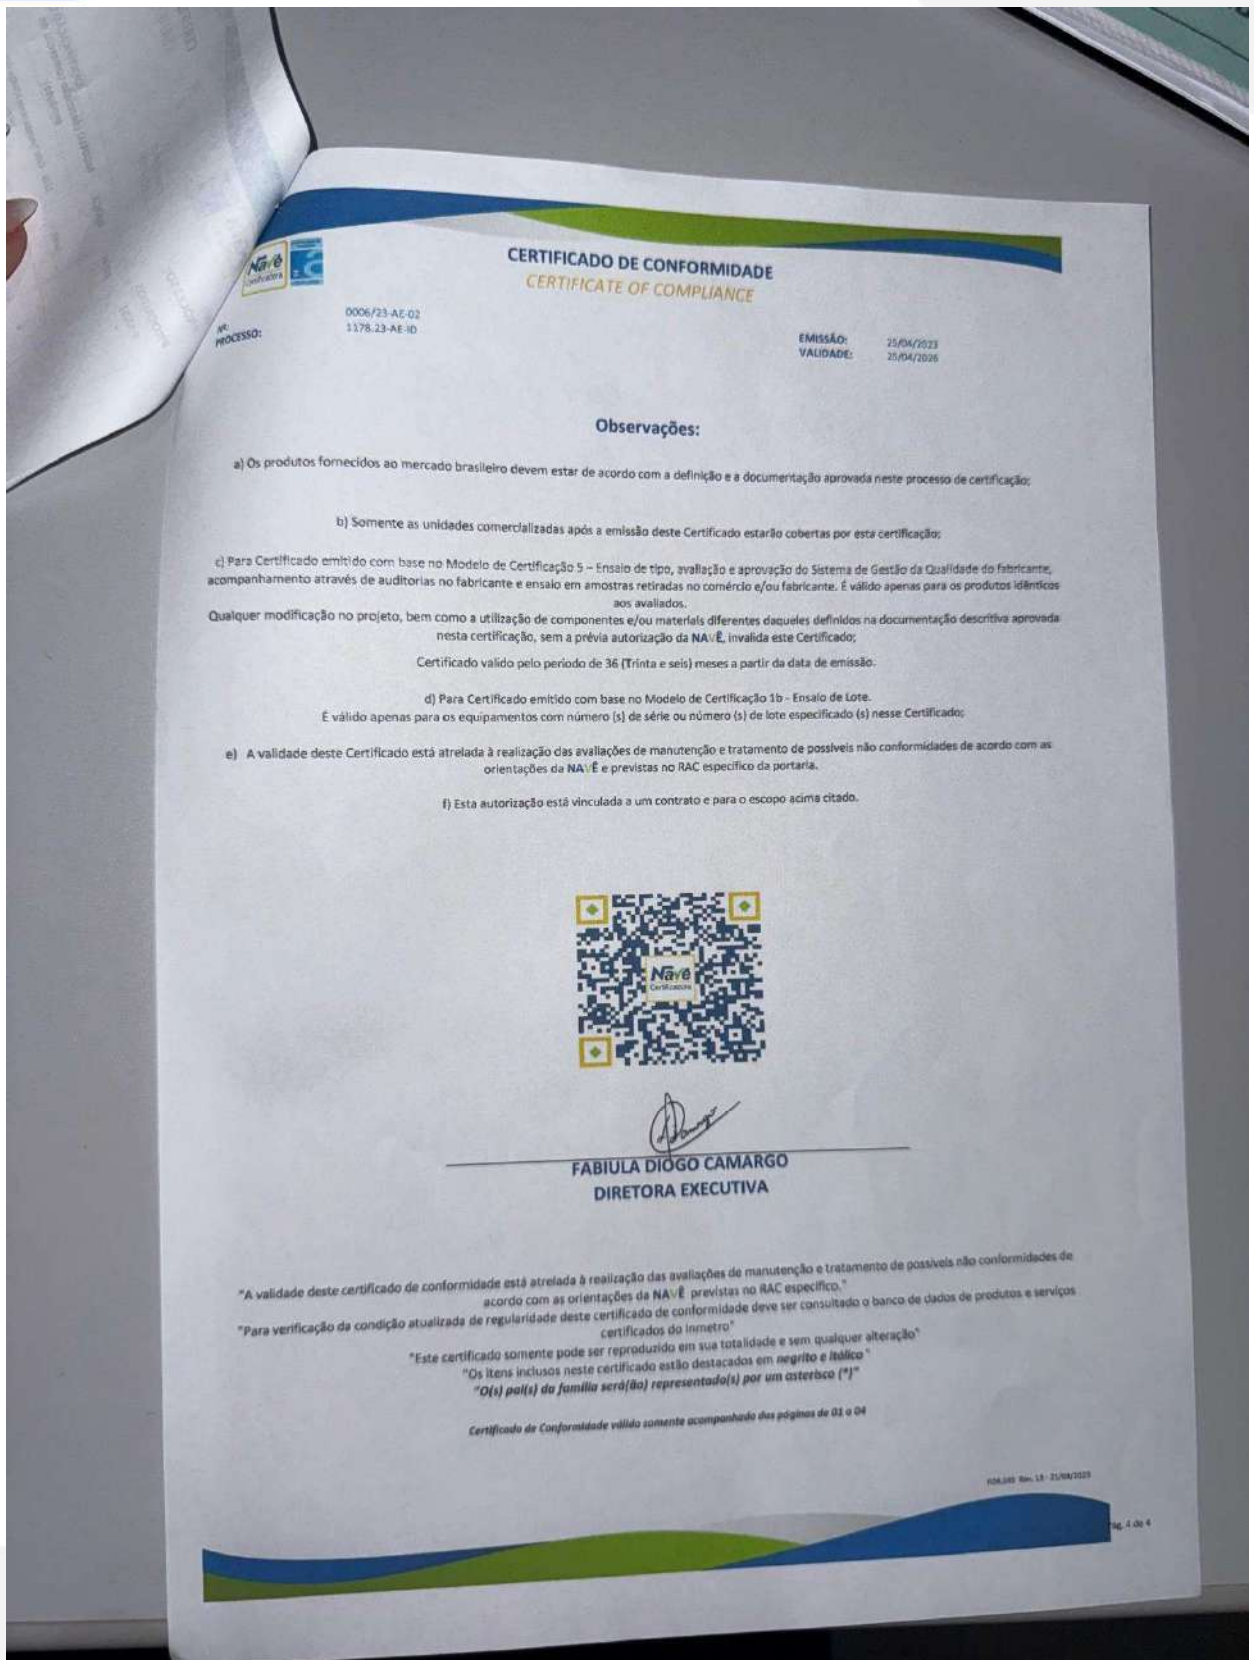 Navê
Certificadora
CERTIFICADO DE CONFORMIDADE
CERTIFICATE OF COMPLIANCE
Nº:
0006/23-AE-02
PROCESSO:
1178.23-AE-ID
EMISSÃO:
25/04/2023
VALIDADE:
25/04/2026
Observações:
a) Os produtos fornecidos ao mercado brasileiro devem estar de acordo com a definição e a documentação aprovada neste processo de certificação;
b) Somente as unidades comercializadas após a emissão deste Certificado estarão cobertas por esta certificação;
c) Para Certificado emitido com base no Modelo de Certificação 5 – Ensaio de tipo, avaliação e aprovação do Sistema de Gestão da Qualidade do fabricante,
acompanhamento através de auditorias no fabricante e ensaio em amostras retiradas no comércio e/ou fabricante. É válido apenas para os produtos idênticos
aos avaliados.
Qualquer modificação no projeto, bem como a utilização de componentes e/ou materiais diferentes daqueles definidos na documentação descritiva aprovada
nesta certificação, sem a prévia autorização da NAVÊ, invalida este Certificado;
Certificado valido pelo periodo de 36 (Trinta e seis) meses a partir da data de emissão.
d) Para Certificado emitido com base no Modelo de Certificação 1b - Ensaio de Lote.
É válido apenas para os equipamentos com número (s) de série ou número (s) de lote especificado (s) nesse Certificado;
e) A validade deste Certificado está atrelada à realização das avaliações de manutenção e tratamento de possíveis não conformidades de acordo com as
orientações da NAVÊ e previstas no RAC específico da portaria.
f) Esta autorização está vinculada a um contrato e para o escopo acima citado.
Navê
Certificadora
FABIULA DIOGO CAMARGO
DIRETORA EXECUTIVA
"A validade deste certificado de conformidade está atrelada à realização das avaliações de manutenção e tratamento de possíveis não conformidades de
acordo com as orientações da NAVÊ previstas no RAC específico."
"Para verificação da condição atualizada de regularidade deste certificado de conformidade deve ser consultado o banco de dados de produtos e serviços
certificados do Inmetro"
"Este certificado somente pode ser reproduzido em sua totalidade e sem qualquer alteração"
"Os itens inclusos neste certificado estão destacados em negrito e itálico "
"O(s) pai(s) da família será(ão) representado(s) por um asterisco (*)"
Certificado de Conformidade válido somente acompanhado das páginas de 01 a 04
Pág. 4 de 4